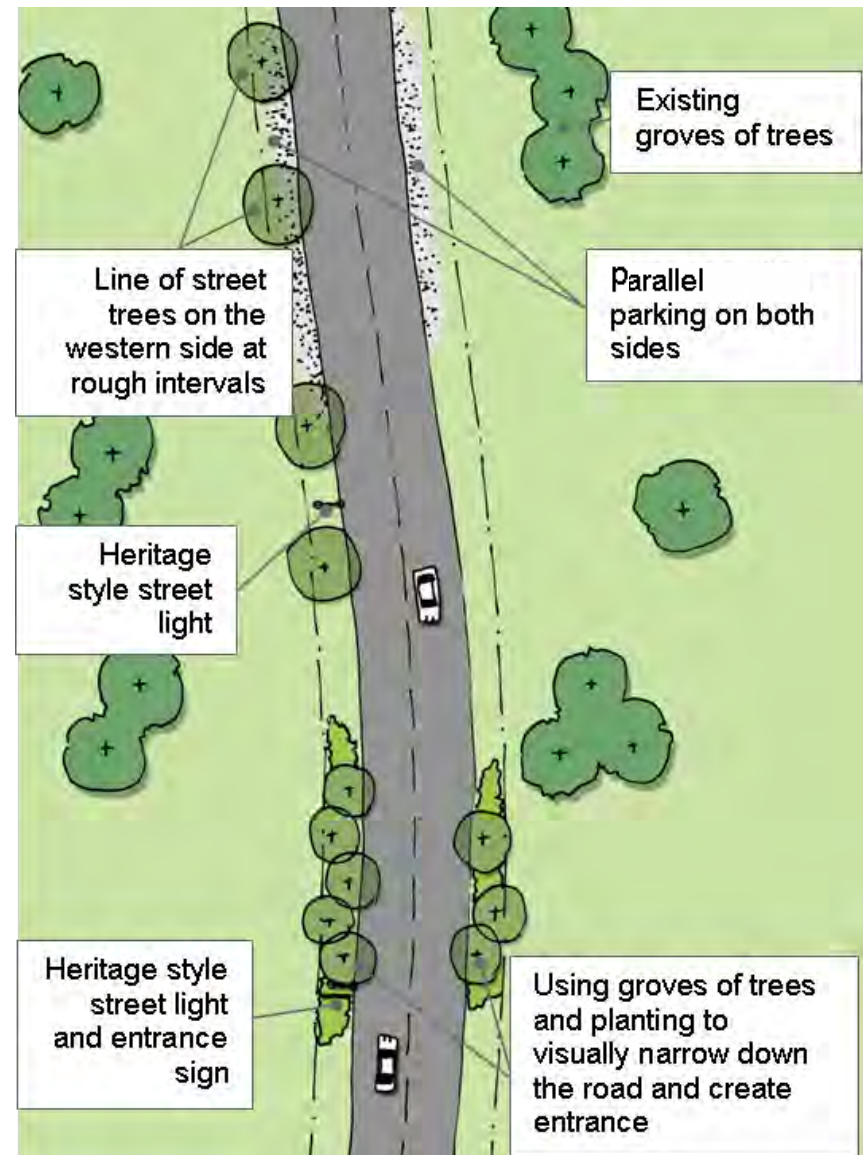 Existing
groves of trees
Line of street
trees on the
western side at
rough intervals
Parallel
parking on both
sides
Heritage
style street
light
Heritage style
street light
and entrance
sign
Using groves of trees
and planting to
visually narrow down
the road and create
entrance